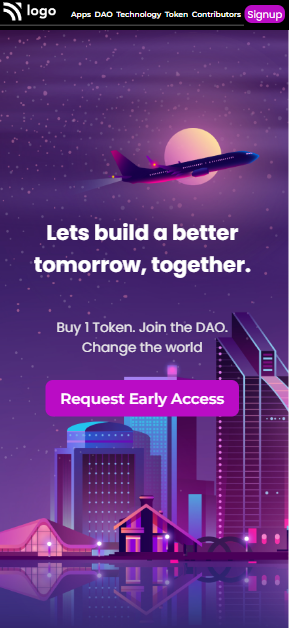 logo
Apps DAO Technology Token Contributors Signup
Lets build a better
tomorrow, together.
Buy 1 Token. Join the DAO.
Change the world
Request Early Access